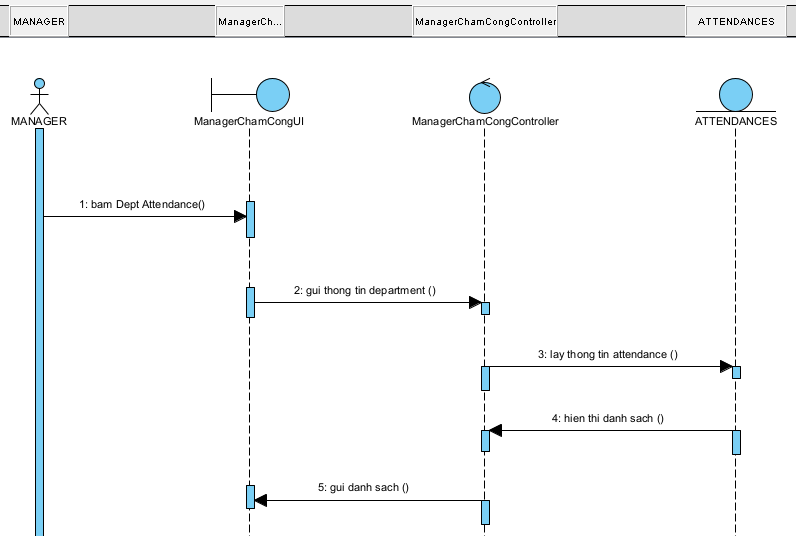 MANAGER
ManagerCh...
ManagerChamCongController
ATTENDANCES
MANAGER
ManagerChamCongUI
ManagerChamCongController
ATTENDANCES
1: bam Dept Attendance()
2: gui thong tin department ()
3: lay thong tin attendance ()
4: hien thi danh sach ()
5: gui danh sach ()